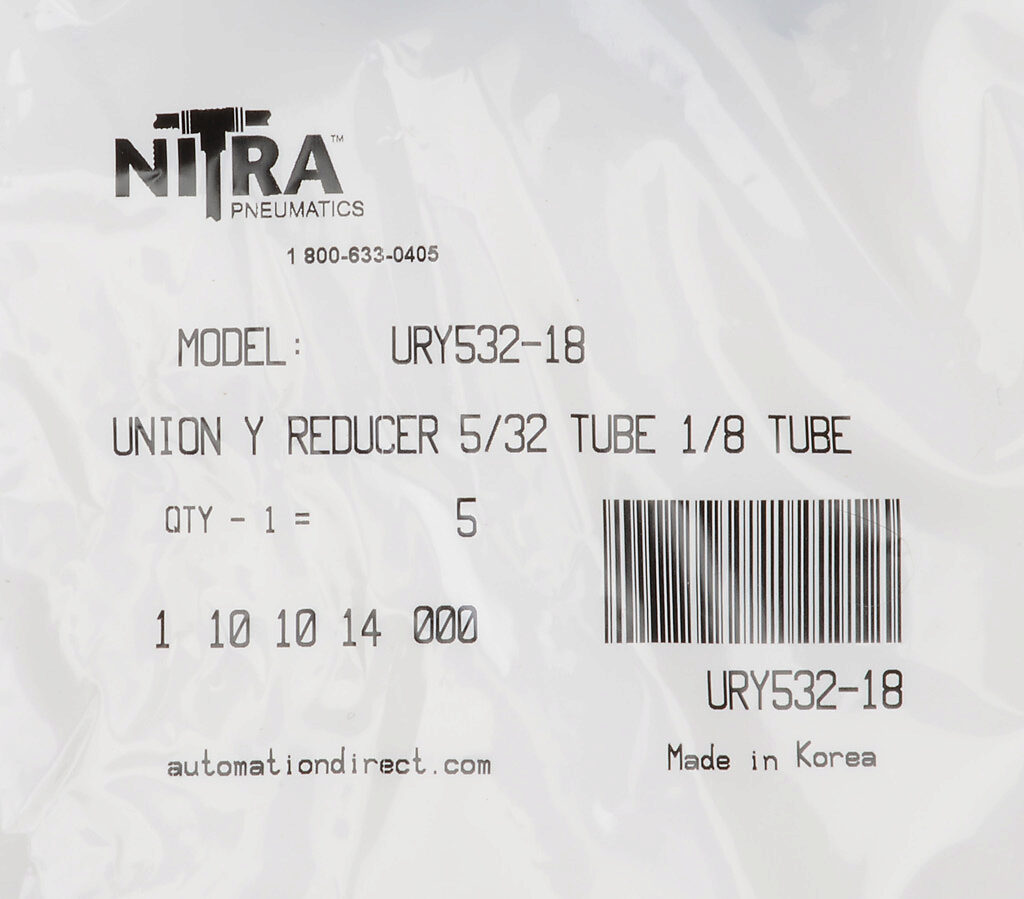 NITRA™
PNEUMATICS
1 800-633-0405
MODEL: URY532-18
UNION Y REDUCER 5/32 TUBE 1/8 TUBE
QTY - 1 = 5
1 10 10 14 000
URY532-18
automationdirect.com
Made in Korea